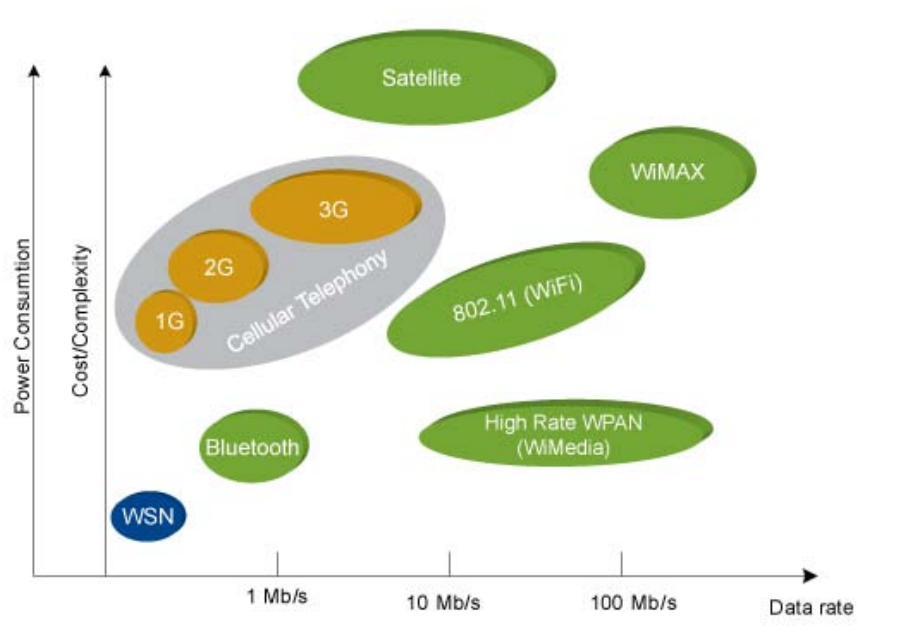 Satellite
WiMAX
3G
2G
1G
Cellular Telephony
802.11 (WiFi)
Power Consumtion
Cost/Complexity
High Rate WPAN
(WiMedia)
Bluetooth
WSN
1 Mb/s
10 Mb/s
100 Mb/s
Data rate